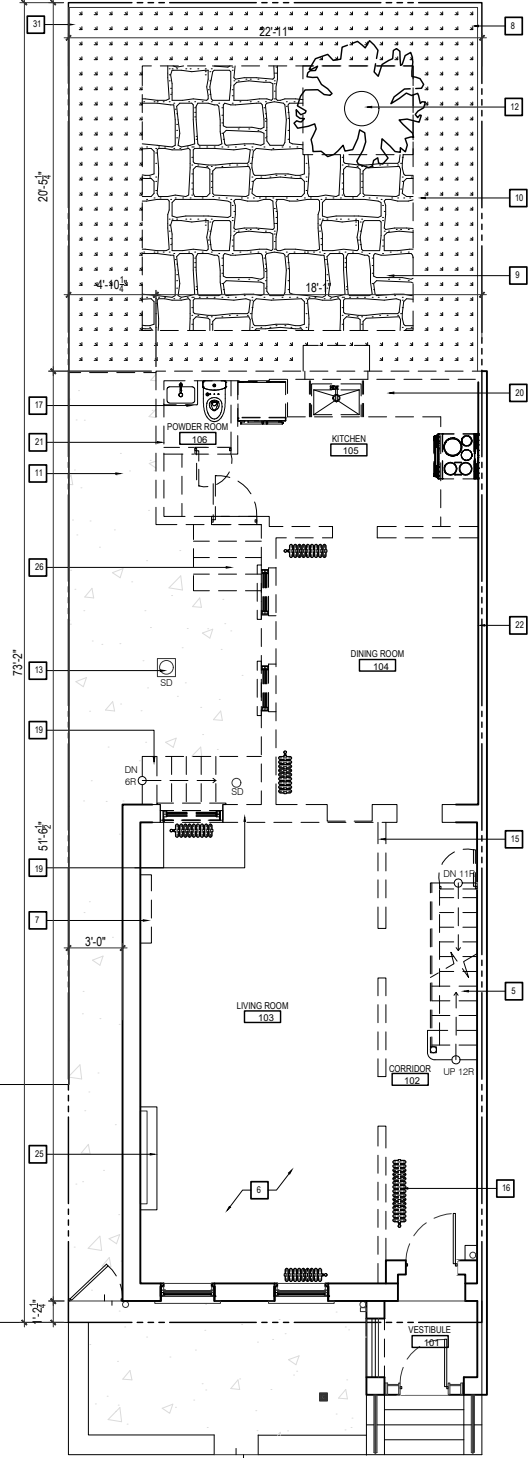 31
8
22'-11"
12
20'-5¼"
10
9
4'-10¼"
18'-1"
17
20
POWDER ROOM
106
KITCHEN
105
21
11
26
22
DINING ROOM
104
73'-2"
13
SD
19
DN
6R
SD
51'-6½"
15
19
DN 11R
7
3'-0"
5
LIVING ROOM
103
CORRIDOR
102
UP 12R
25
6
16
1'-2¼"
VESTIBULE
101